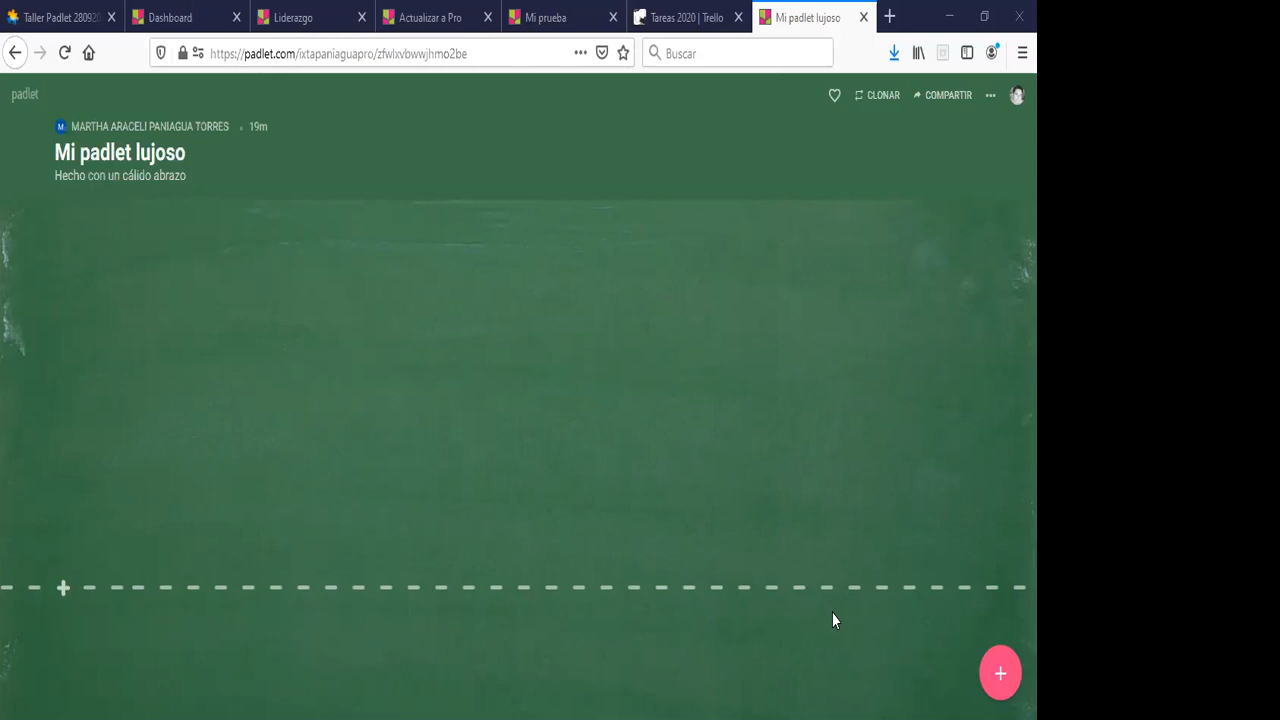 Taller Padlet 28092 Dashboard Liderazgo Actualizar a Pro Mi prueba Tareas 2020 | Trello Mi padlet lujoso
https://padlet.com/ixtapaniaguapro/zfwlxvbwwjhmo2be Buscar
padlet CLONAR COMPARTIR
M MARTHA ARACELI PANIAGUA TORRES 19m
Mi padlet lujoso
Hecho con un cálido abrazo